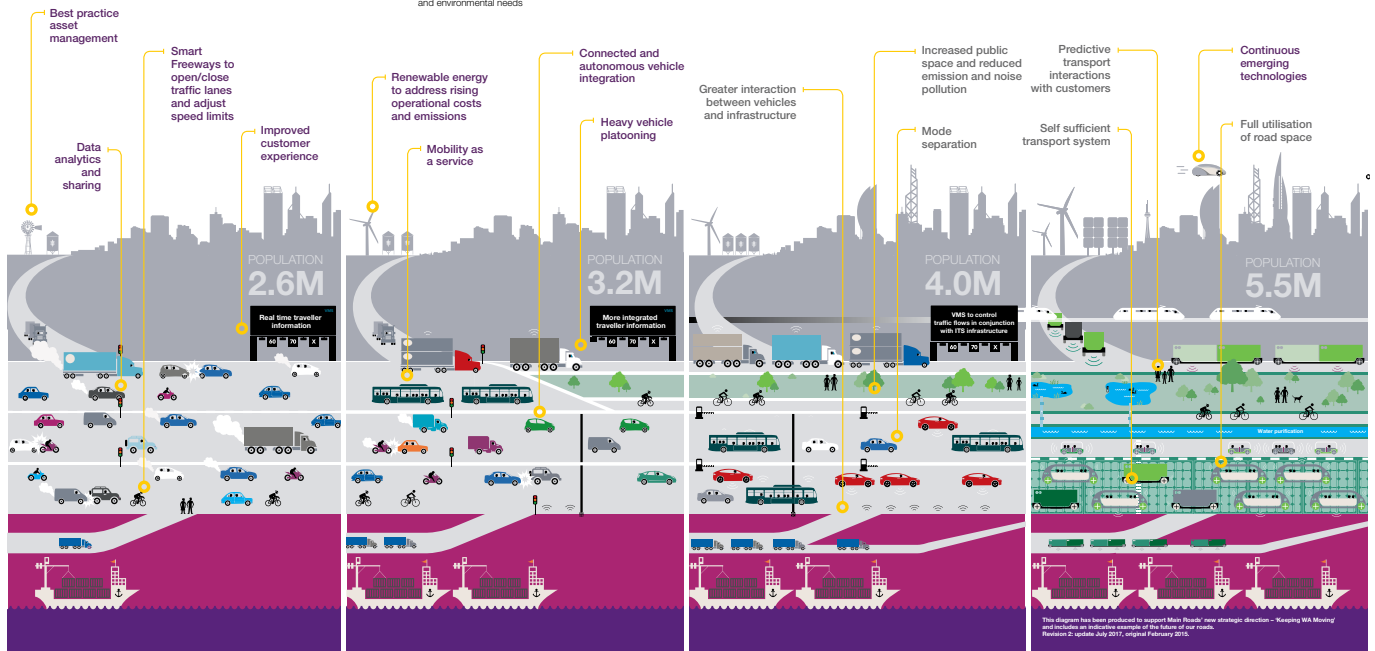 and environmental needs
Best practice
asset
management
Smart
Freeways to
open/close
traffic lanes
and adjust
speed limits
Data
analytics
and
sharing
Improved
customer
experience
POPULATION
2.6M
VMS
Real time traveller
information
60 70 X
Renewable energy
to address rising
operational costs
and emissions
Mobility as
a service
Connected and
autonomous vehicle
integration
Heavy vehicle
platooning
POPULATION
3.2M
VMS
More integrated
traveller information
60 70 X
Greater interaction
between vehicles
and infrastructure
Increased public
space and reduced
emission and noise
pollution
Mode
separation
POPULATION
4.0M
VMS to control
traffic flows in conjunction
with ITS infrastructure
60 70 X
Predictive
transport
interactions
with customers
Self sufficient
transport system
Continuous
emerging
technologies
Full utilisation
of road space
POPULATION
5.5M
Water purification
This diagram has been produced to support Main Roads' new strategic direction – 'Keeping WA Moving'
and includes an indicative example of the future of our roads.
Revision 2: update July 2017, original February 2015.